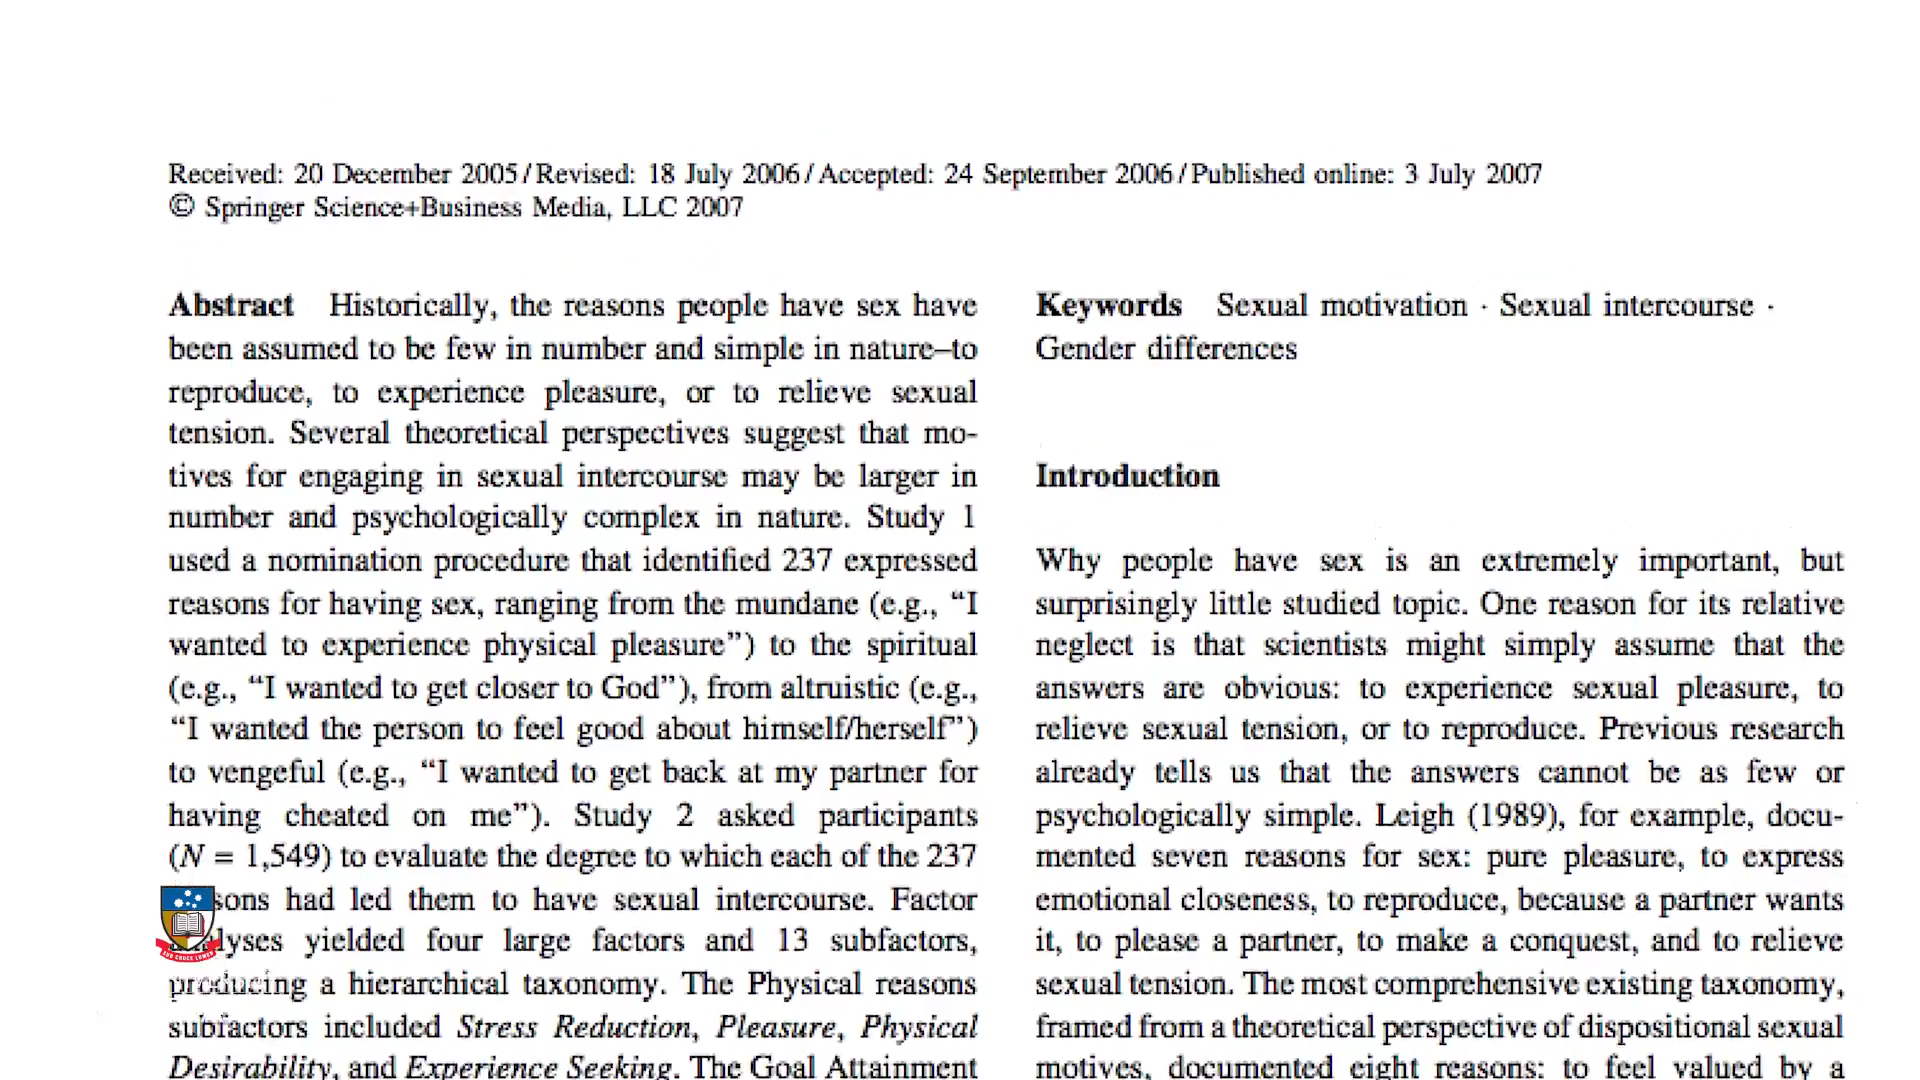 Received: 20 December 2005 / Revised: 18 July 2006 / Accepted: 24 September 2006 / Published online: 3 July 2007
© Springer Science+Business Media, LLC 2007
Abstract Historically, the reasons people have sex have
been assumed to be few in number and simple in nature–to
reproduce, to experience pleasure, or to relieve sexual
tension. Several theoretical perspectives suggest that mo-
tives for engaging in sexual intercourse may be larger in
number and psychologically complex in nature. Study 1
used a nomination procedure that identified 237 expressed
reasons for having sex, ranging from the mundane (e.g., “I
wanted to experience physical pleasure”) to the spiritual
(e.g., “I wanted to get closer to God”), from altruistic (e.g.,
“I wanted the person to feel good about himself/herself”)
to vengeful (e.g., “I wanted to get back at my partner for
having cheated on me”). Study 2 asked participants
(N = 1,549) to evaluate the degree to which each of the 237
sons had led them to have sexual intercourse. Factor
alyses yielded four large factors and 13 subfactors,
producing a hierarchical taxonomy. The Physical reasons
subfactors included Stress Reduction, Pleasure, Physical
Desirability, and Experience Seeking. The Goal Attainment
Keywords Sexual motivation · Sexual intercourse ·
Gender differences
Introduction
Why people have sex is an extremely important, but
surprisingly little studied topic. One reason for its relative
neglect is that scientists might simply assume that the
answers are obvious: to experience sexual pleasure, to
relieve sexual tension, or to reproduce. Previous research
already tells us that the answers cannot be as few or
psychologically simple. Leigh (1989), for example, docu-
mented seven reasons for sex: pure pleasure, to express
emotional closeness, to reproduce, because a partner wants
it, to please a partner, to make a conquest, and to relieve
sexual tension. The most comprehensive existing taxonomy,
framed from a theoretical perspective of dispositional sexual
motives, documented eight reasons: to feel valued by a